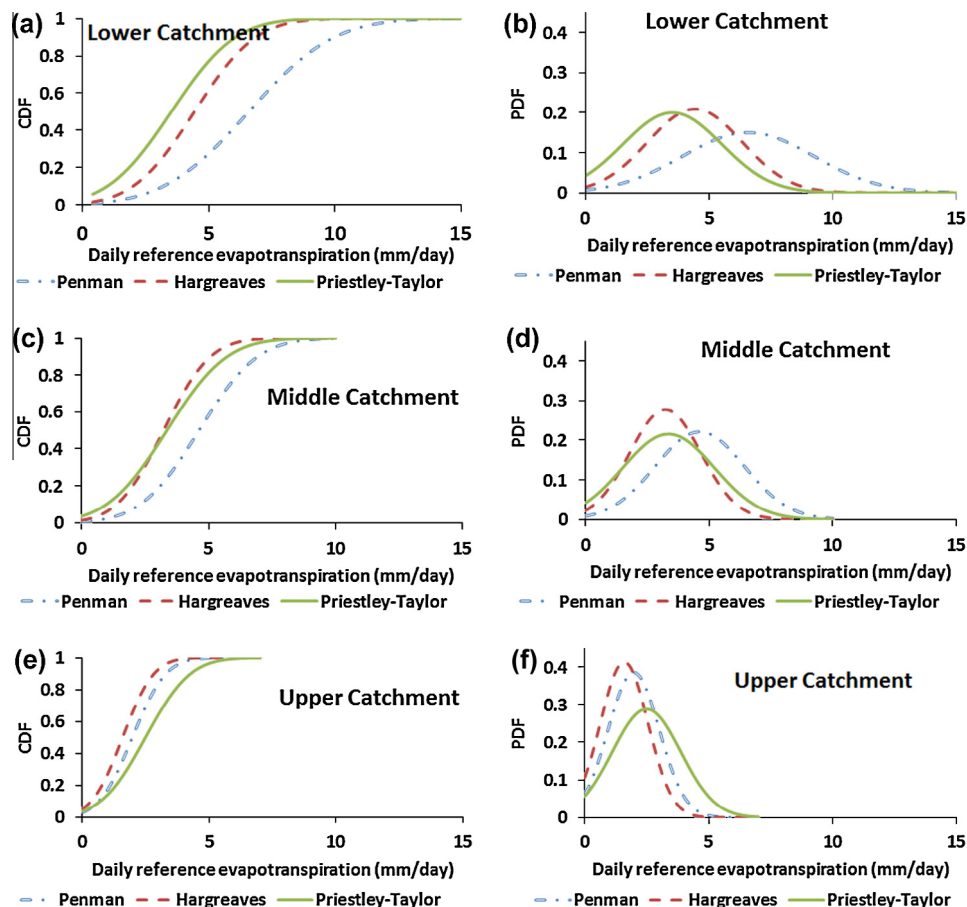 (a)
Lower Catchment
1
0.8
0.6
0.4
0.2
0
CDF
0 5 10 15
Daily reference evapotranspiration (mm/day)
Penman Hargreaves Priestley-Taylor
(b)
Lower Catchment
0.4
0.3
0.2
0.1
0
PDF
0 5 10 15
Daily reference evapotranspiration (mm/day)
Penman Hargreaves Priestley-Taylor
(c)
Middle Catchment
1
0.8
0.6
0.4
0.2
0
CDF
0 5 10 15
Daily reference evapotranspiration (mm/day)
Penman Hargreaves Priestley-Taylor
(d)
Middle Catchment
0.4
0.3
0.2
0.1
0
PDF
0 5 10 15
Daily reference evapotranspiration (mm/day)
Penman Hargreaves Priestley-Taylor
(e)
Upper Catchment
1
0.8
0.6
0.4
0.2
0
CDF
0 5 10 15
Daily reference evapotranspiration (mm/day)
Penman Hargreaves Priestley-Taylor
(f)
Upper Catchment
0.4
0.3
0.2
0.1
0
PDF
0 5 10 15
Daily reference evapotranspiration (mm/day)
Penman Hargreaves Priestley-Taylor